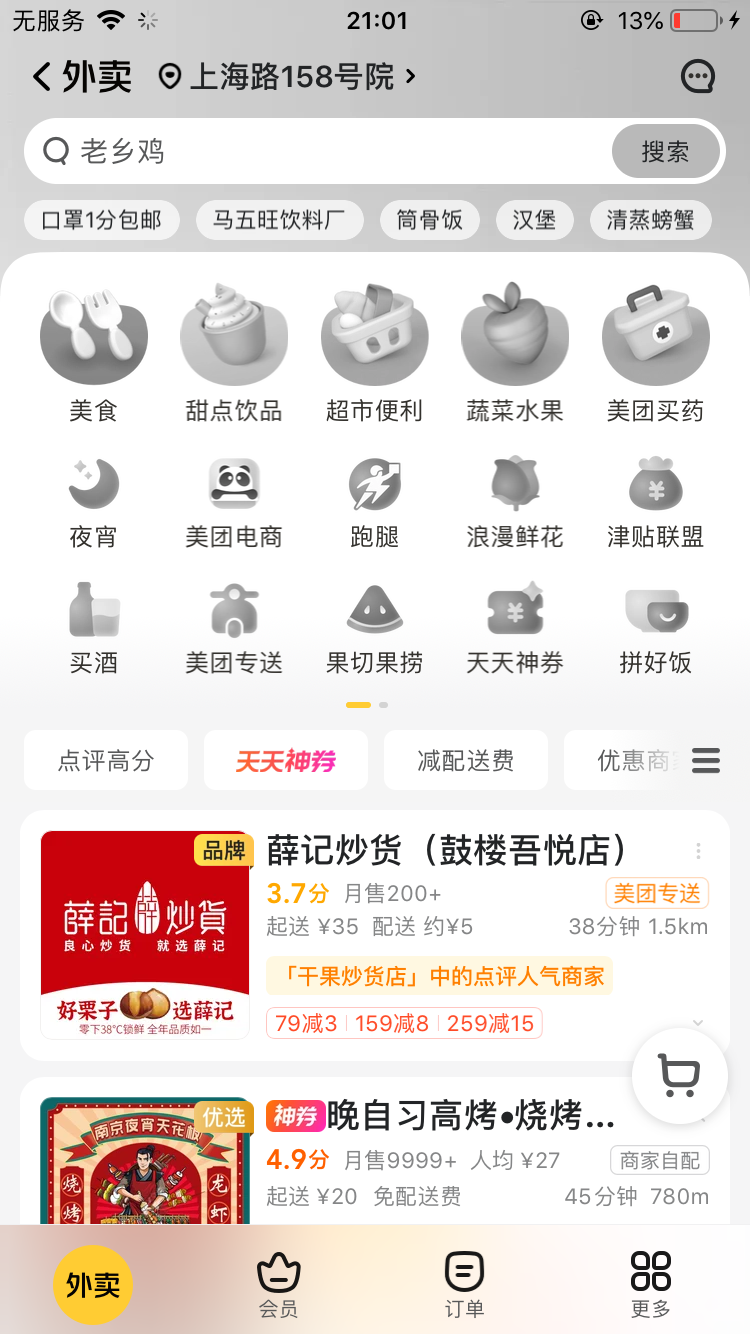 无服务 21:01 13%
外卖 上海路158号院
老乡鸡 搜索
口罩1分包邮 马五旺饮料厂 筒骨饭 汉堡 清蒸螃蟹
美食 甜点饮品 超市便利 蔬菜水果 美团买药
夜宵 美团电商 跑腿 浪漫鲜花 津贴联盟
买酒 美团专送 果切果捞 天天神券 拼好饭
点评高分 天天神券 减配送费 优惠商
品牌
薛記炒貨
良心炒货 就选薛记
好栗子选薛记
零下38℃锁鲜 全年品质如一
薛记炒货（鼓楼吾悦店）
3.7分 月售200+ 美团专送
起送 ¥35 配送 约¥5 38分钟 1.5km
「干果炒货店」中的点评人气商家
79减3 159减8 259减15
优选
南京夜宵天花板
烧烤
龙虾
神券 晚自习高烤•烧烤...
4.9分 月售9999+ 人均 ¥27 商家自配
起送 ¥20 免配送费 45分钟 780m
外卖 会员 订单 更多